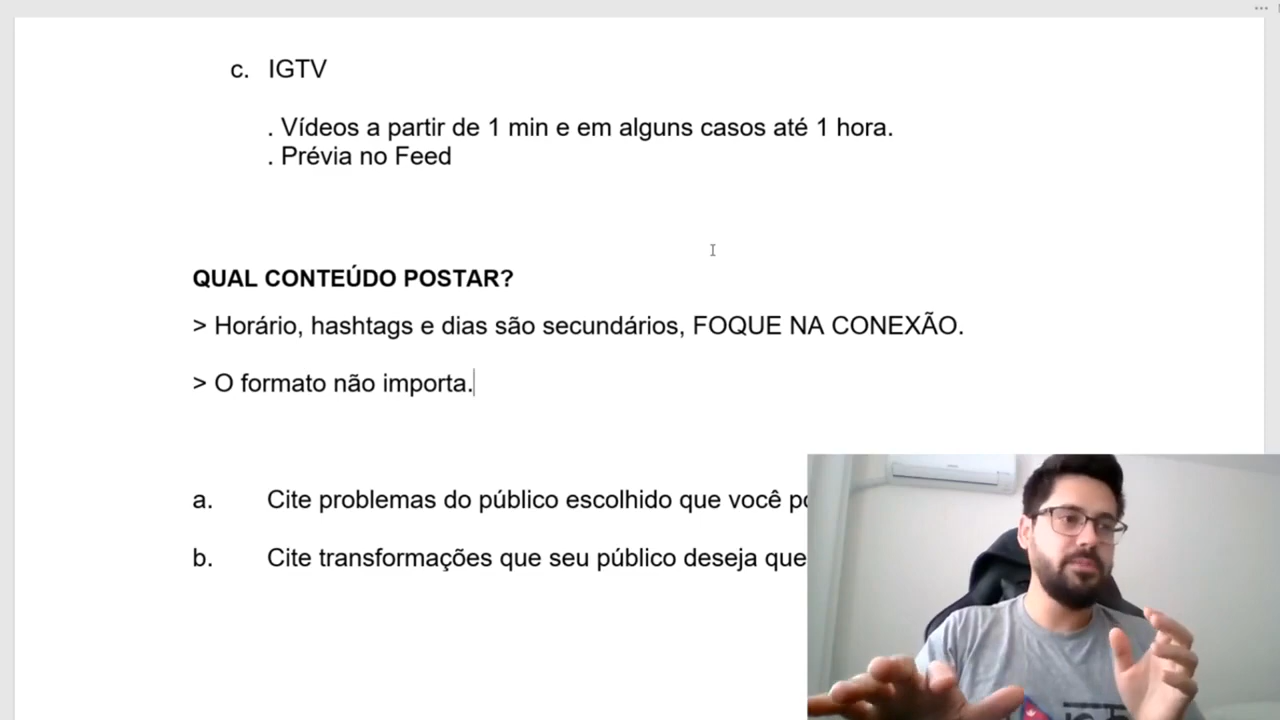 c. IGTV
. Vídeos a partir de 1 min e em alguns casos até 1 hora.
. Prévia no Feed
QUAL CONTEÚDO POSTAR?
> Horário, hashtags e dias são secundários, FOQUE NA CONEXÃO.
> O formato não importa.
a. Cite problemas do público escolhido que você
b. Cite transformações que seu público deseja que